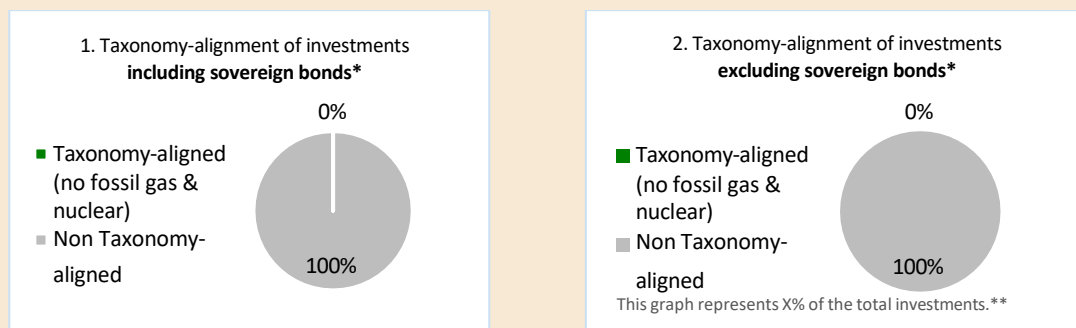 1. Taxonomy-alignment of investments
including sovereign bonds*
0%
Taxonomy-aligned
(no fossil gas &
nuclear)
Non Taxonomy-
aligned
100%
2. Taxonomy-alignment of investments
excluding sovereign bonds*
0%
Taxonomy-aligned
(no fossil gas &
nuclear)
Non Taxonomy-
aligned
100%
This graph represents X% of the total investments.**